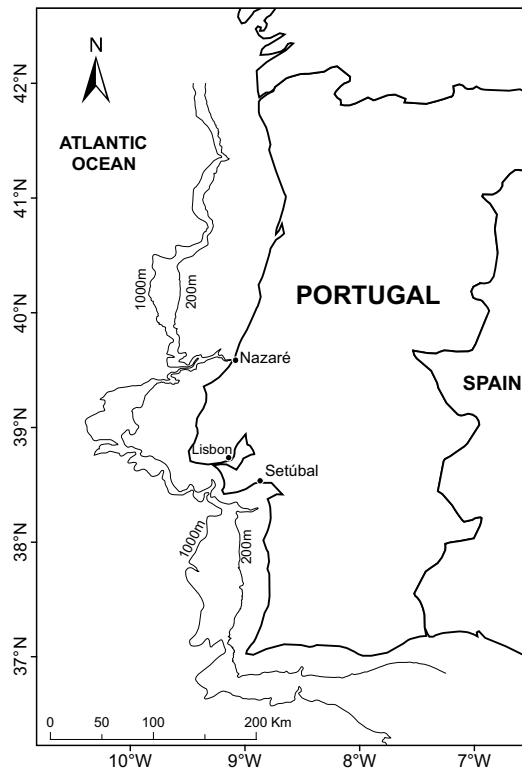 N
ATLANTIC
OCEAN
42°N
41°N
40°N
39°N
38°N
37°N
1000m
200m
PORTUGAL
Nazaré
SPAIN
Lisbon
Setúbal
1000m
200m
0 50 100 200 Km
10°W 9°W 8°W 7°W